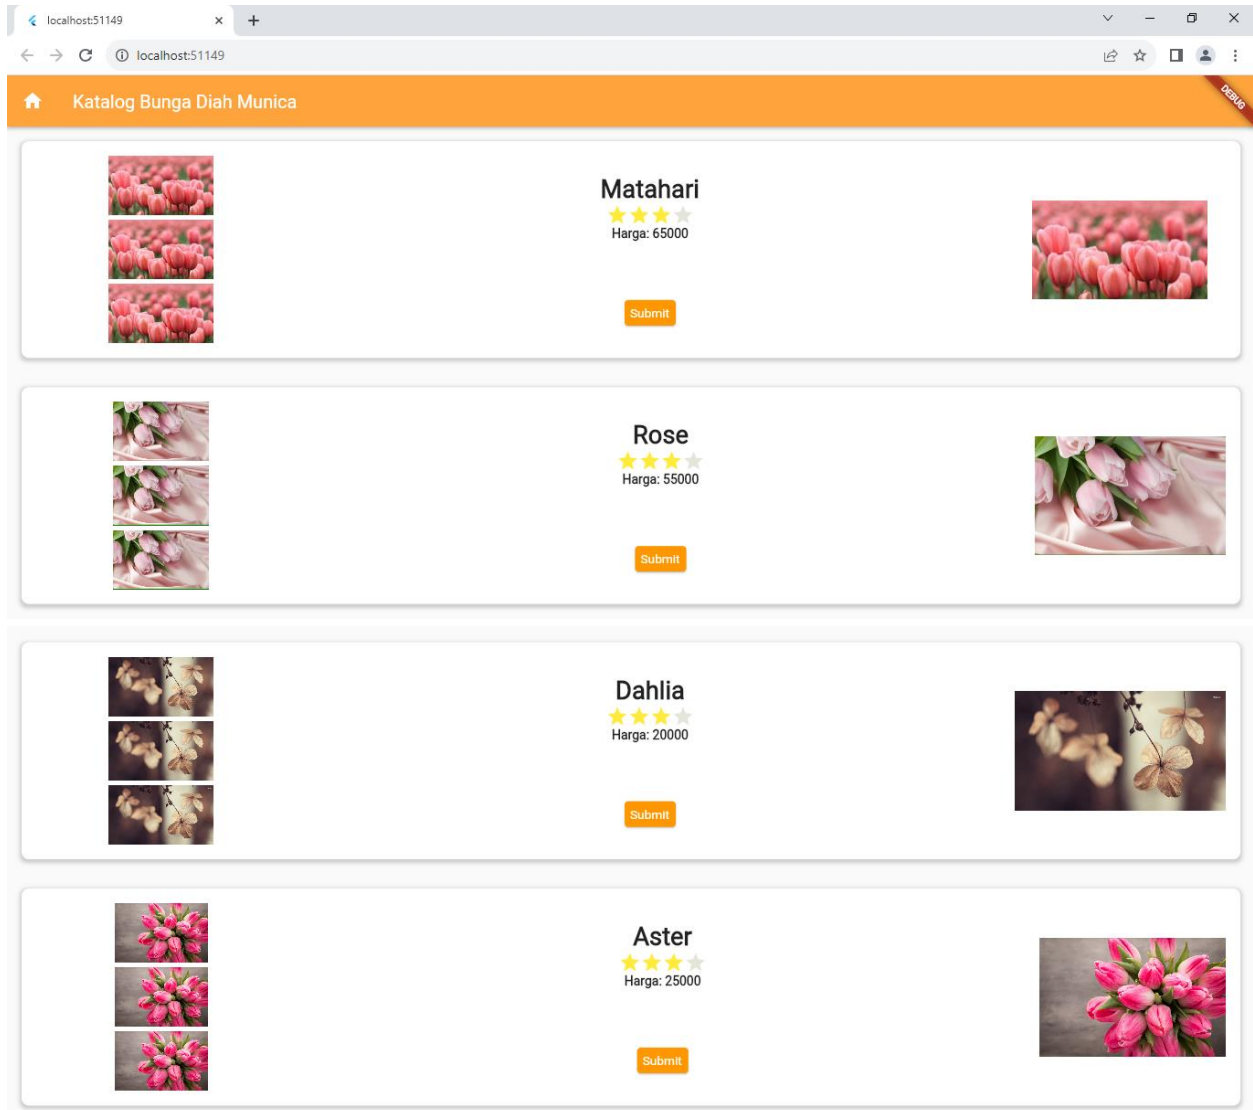 localhost:51149
localhost:51149
Katalog Bunga Diah Munica
DEBUG
Matahari
Harga: 65000
Submit
Rose
Harga: 55000
Submit
Dahlia
Harga: 20000
Submit
Aster
Harga: 25000
Submit